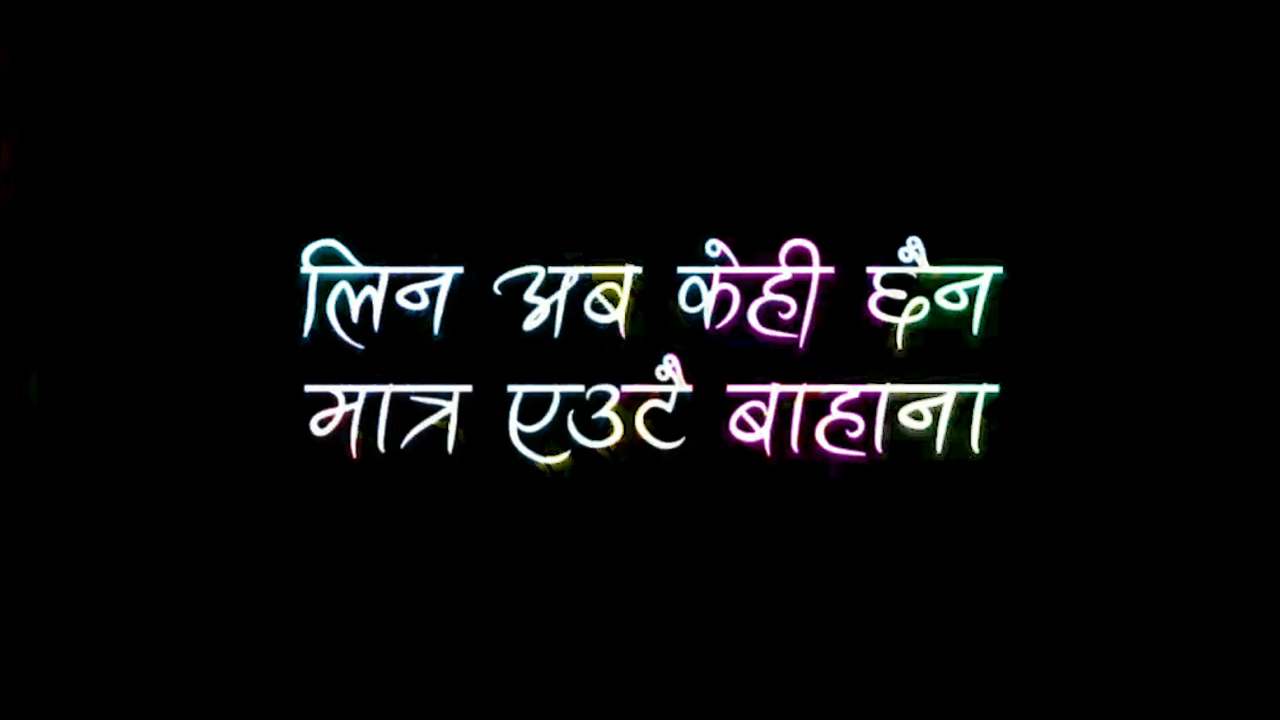 लिन अब केही छैन
मात्र एउटै बाहाना